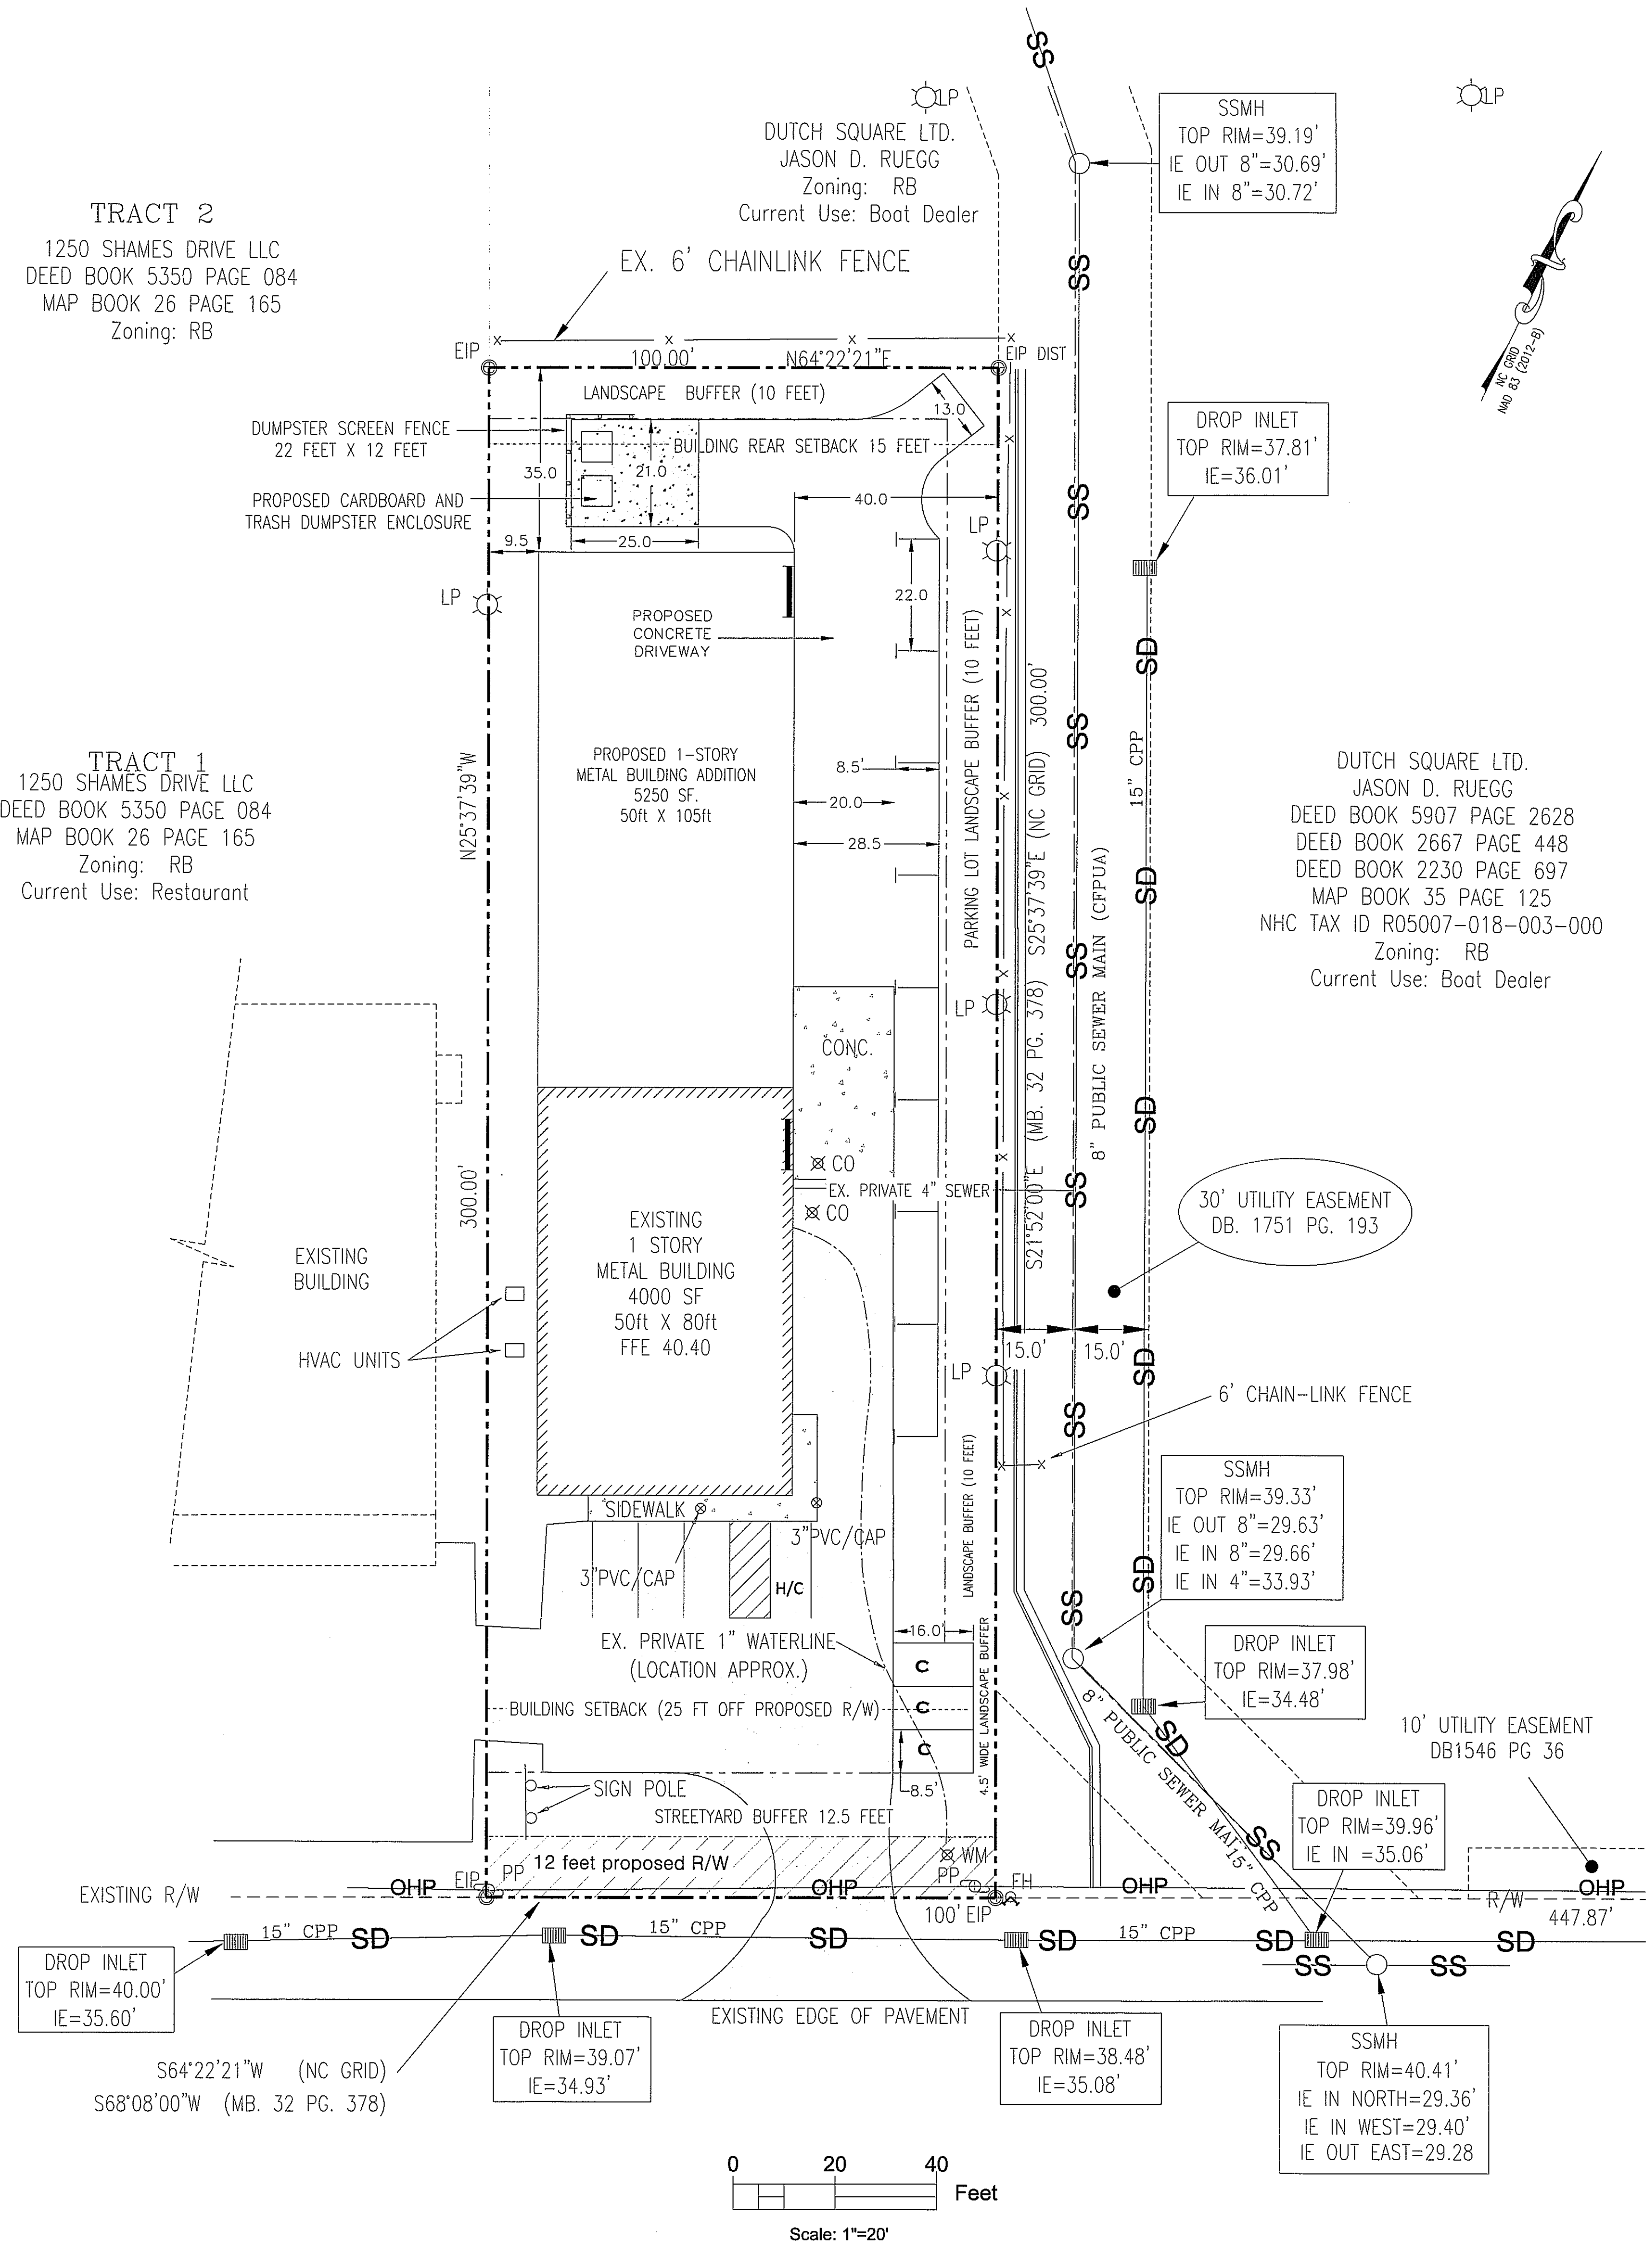 SS
LP
LP
DUTCH SQUARE LTD.
JASON D. RUEGG
Zoning: RB
Current Use: Boat Dealer
SSMH
TOP RIM=39.19'
IE OUT 8"=30.69'
IE IN 8"=30.72'
TRACT 2
1250 SHAMES DRIVE LLC
DEED BOOK 5350 PAGE 084
MAP BOOK 26 PAGE 165
Zoning: RB
EX. 6' CHAINLINK FENCE
SS
NC GRID
NAD 83 (2012-B)
X
X
X
X
EIP
100.00'
N64°22'21"E
EIP DIST
LANDSCAPE BUFFER (10 FEET)
13.0
DUMPSTER SCREEN FENCE
22 FEET X 12 FEET
BUILDING REAR SETBACK 15 FEET
X
DROP INLET
TOP RIM=37.81'
IE=36.01'
35.0
21.0
PROPOSED CARDBOARD AND
TRASH DUMPSTER ENCLOSURE
40.0
SS
LP
9.5
25.0
LP
22.0
X
PROPOSED
CONCRETE
DRIVEWAY
SD
PARKING LOT LANDSCAPE BUFFER (10 FEET)
SS
TRACT 1
1250 SHAMES DRIVE LLC
DEED BOOK 5350 PAGE 084
MAP BOOK 26 PAGE 165
Zoning: RB
Current Use: Restaurant
N25°37'39"W
PROPOSED 1-STORY
METAL BUILDING ADDITION
5250 SF.
50ft X 105ft
8.5'
20.0
28.5
X
S21°52'00"E (MB. 32 PG. 378) S25°37'39"E (NC GRID) 300.00'
15" CPP
8" PUBLIC SEWER MAIN (CFPUA)
DUTCH SQUARE LTD.
JASON D. RUEGG
DEED BOOK 5907 PAGE 2628
DEED BOOK 2667 PAGE 448
DEED BOOK 2230 PAGE 697
MAP BOOK 35 PAGE 125
NHC TAX ID R05007-018-003-000
Zoning: RB
Current Use: Boat Dealer
SD
SS
X
LP
CONC.
SD
X
CO
EX. PRIVATE 4" SEWER
SS
CO
300.00'
30' UTILITY EASEMENT
DB. 1751 PG. 193
EXISTING
BUILDING
EXISTING
1 STORY
METAL BUILDING
4000 SF
50ft X 80ft
FFE 40.40
HVAC UNITS
15.0'
15.0'
SD
LP
6' CHAIN-LINK FENCE
SS
X
X
SSMH
TOP RIM=39.33'
IE OUT 8"=29.63'
IE IN 8"=29.66'
IE IN 4"=33.93'
SIDEWALK
3"PVC/CAP
3"PVC/CAP
H/C
LANDSCAPE BUFFER (10 FEET)
SD
SS
16.0'
EX. PRIVATE 1" WATERLINE
(LOCATION APPROX.)
C
C
C
8.5'
4.5' WIDE LANDSCAPE BUFFER
BUILDING SETBACK (25 FT OFF PROPOSED R/W)
DROP INLET
TOP RIM=37.98'
IE=34.48'
8" PUBLIC SEWER MAI
SD
15" CPP
SS
10' UTILITY EASEMENT
DB1546 PG 36
SIGN POLE
STREETYARD BUFFER 12.5 FEET
DROP INLET
TOP RIM=39.96'
IE IN =35.06'
12 feet proposed R/W
WM
EXISTING R/W
OHP
EIP
PP
OHP
PP
FH
OHP
R/W
OHP
100' EIP
447.87'
15" CPP
SD
SD
15" CPP
SD
SD
15" CPP
SD
SD
SS
SS
DROP INLET
TOP RIM=40.00'
IE=35.60'
EXISTING EDGE OF PAVEMENT
DROP INLET
TOP RIM=39.07'
IE=34.93'
DROP INLET
TOP RIM=38.48'
IE=35.08'
SSMH
TOP RIM=40.41'
IE IN NORTH=29.36'
IE IN WEST=29.40'
IE OUT EAST=29.28
S64°22'21"W (NC GRID)
S68°08'00"W (MB. 32 PG. 378)
0 20 40
Feet
Scale: 1"=20'